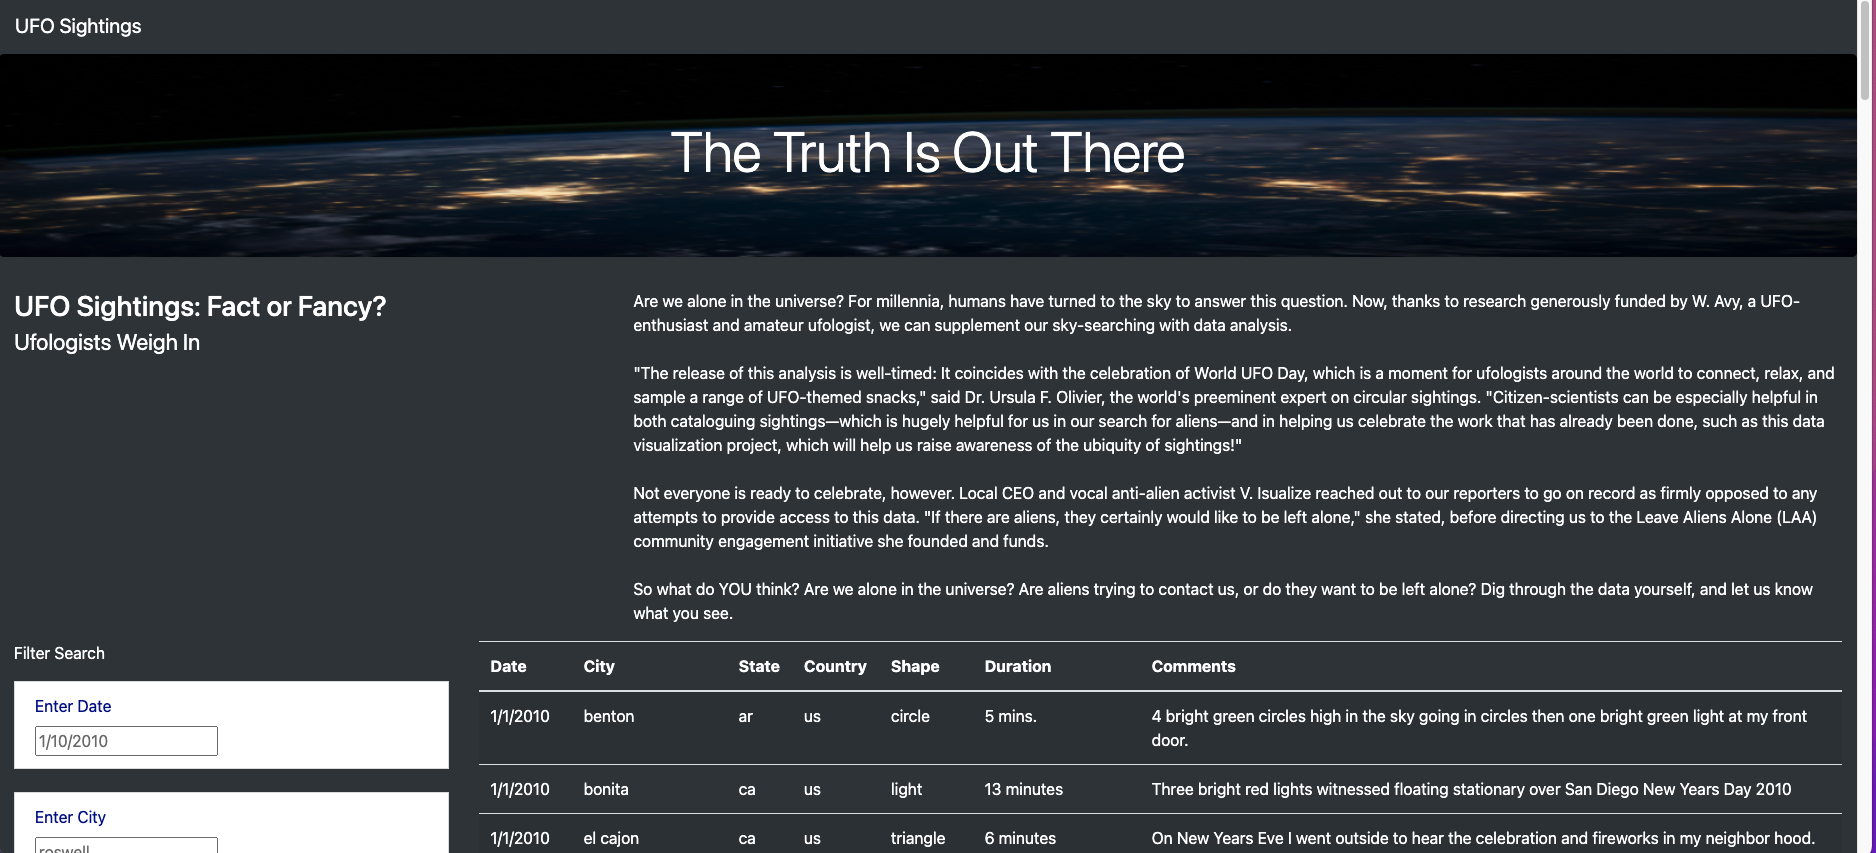 UFO Sightings
The Truth Is Out There
UFO Sightings: Fact or Fancy?
Ufologists Weigh In
Are we alone in the universe? For millennia, humans have turned to the sky to answer this question. Now, thanks to research generously funded by W. Avy, a UFO-
enthusiast and amateur ufologist, we can supplement our sky-searching with data analysis.
"The release of this analysis is well-timed: It coincides with the celebration of World UFO Day, which is a moment for ufologists around the world to connect, relax, and
sample a range of UFO-themed snacks," said Dr. Ursula F. Olivier, the world's preeminent expert on circular sightings. "Citizen-scientists can be especially helpful in
both cataloguing sightings—which is hugely helpful for us in our search for aliens—and in helping us celebrate the work that has already been done, such as this data
visualization project, which will help us raise awareness of the ubiquity of sightings!"
Not everyone is ready to celebrate, however. Local CEO and vocal anti-alien activist V. Isualize reached out to our reporters to go on record as firmly opposed to any
attempts to provide access to this data. "If there are aliens, they certainly would like to be left alone," she stated, before directing us to the Leave Aliens Alone (LAA)
community engagement initiative she founded and funds.
So what do YOU think? Are we alone in the universe? Are aliens trying to contact us, or do they want to be left alone? Dig through the data yourself, and let us know
what you see.
Filter Search
Enter Date
1/10/2010
Enter City
roswell
Date City State Country Shape Duration Comments
1/1/2010 benton ar us circle 5 mins. 4 bright green circles high in the sky going in circles then one bright green light at my front
door.
1/1/2010 bonita ca us light 13 minutes Three bright red lights witnessed floating stationary over San Diego New Years Day 2010
1/1/2010 el cajon ca us triangle 6 minutes On New Years Eve I went outside to hear the celebration and fireworks in my neighbor hood.